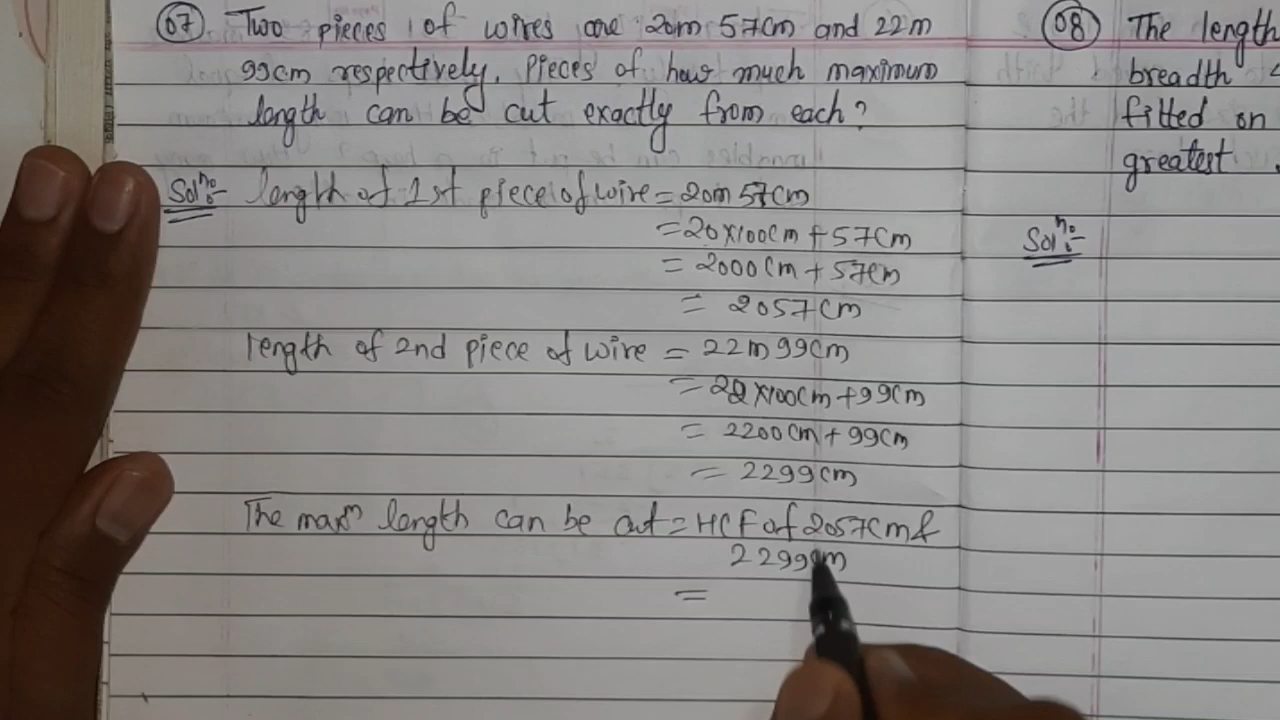 07 Two pieces of wires are 20m 57cm and 22m
99cm respectively. Pieces of how much maximum
length can be cut exactly from each?
Solno:- length of 1st piece of wire = 20m 57cm
= 20×100cm + 57cm
= 2000cm + 57cm
= 2057cm
length of 2nd piece of wire = 22m 99cm
= 22×100cm + 99cm
= 2200cm + 99cm
= 2299cm
The maxm length can be cut = HCF of 2057cm &
2299cm
=
08 The length
breadth
fitted on
greatest
Solno:-